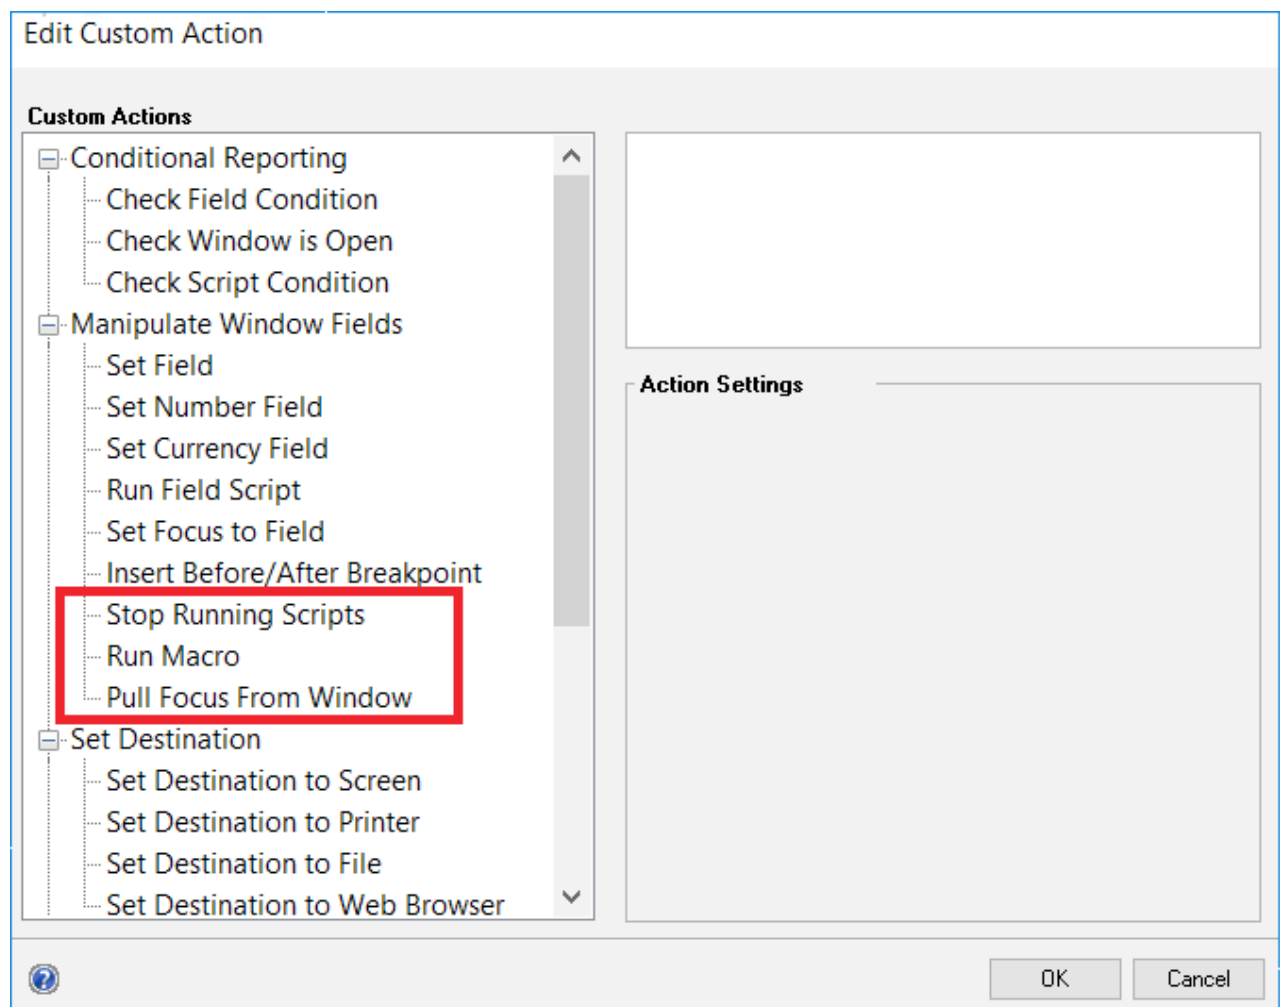 Edit Custom Action
Custom Actions
Conditional Reporting
Check Field Condition
Check Window is Open
Check Script Condition
Manipulate Window Fields
Set Field
Set Number Field
Set Currency Field
Run Field Script
Set Focus to Field
Insert Before/After Breakpoint
Stop Running Scripts
Run Macro
Pull Focus From Window
Set Destination
Set Destination to Screen
Set Destination to Printer
Set Destination to File
Set Destination to Web Browser
Action Settings
OK
Cancel